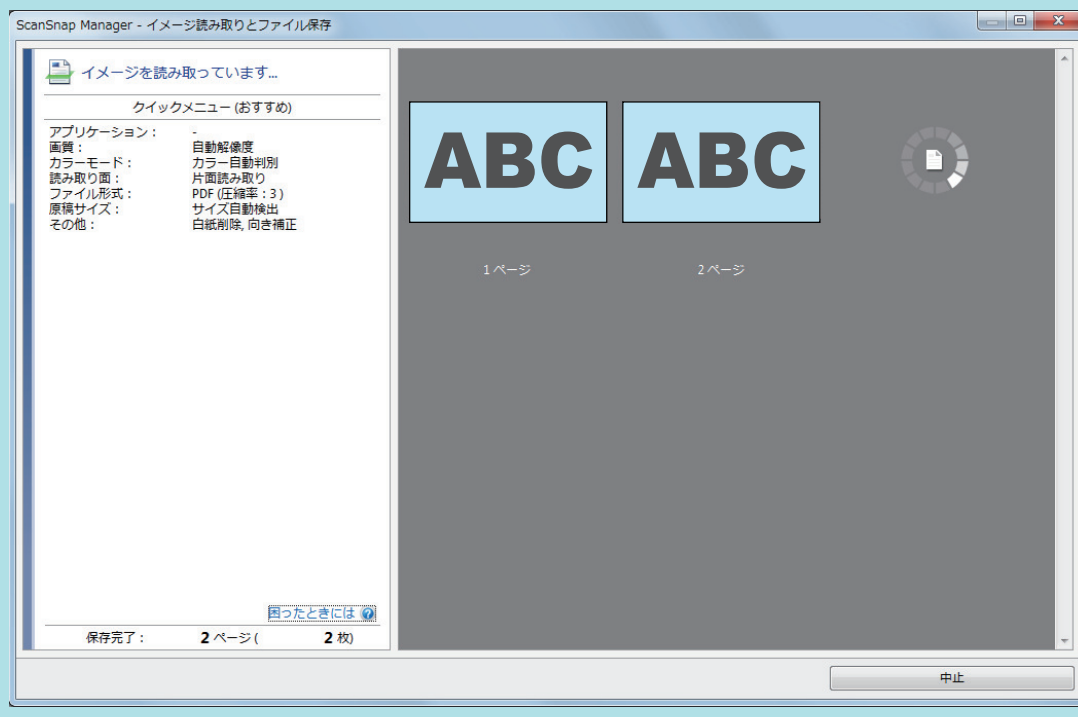 ScanSnap Manager - イメージ読み取りとファイル保存
イメージを読み取っています...
クイックメニュー (おすすめ)
アプリケーション： -
画質： 自動解像度
カラーモード： カラー自動判別
読み取り面： 片面読み取り
ファイル形式： PDF (圧縮率：3)
原稿サイズ： サイズ自動検出
その他： 白紙削除, 向き補正
ABC ABC
1 ページ 2 ページ
困ったときには
保存完了： 2 ページ ( 2 枚)
中止